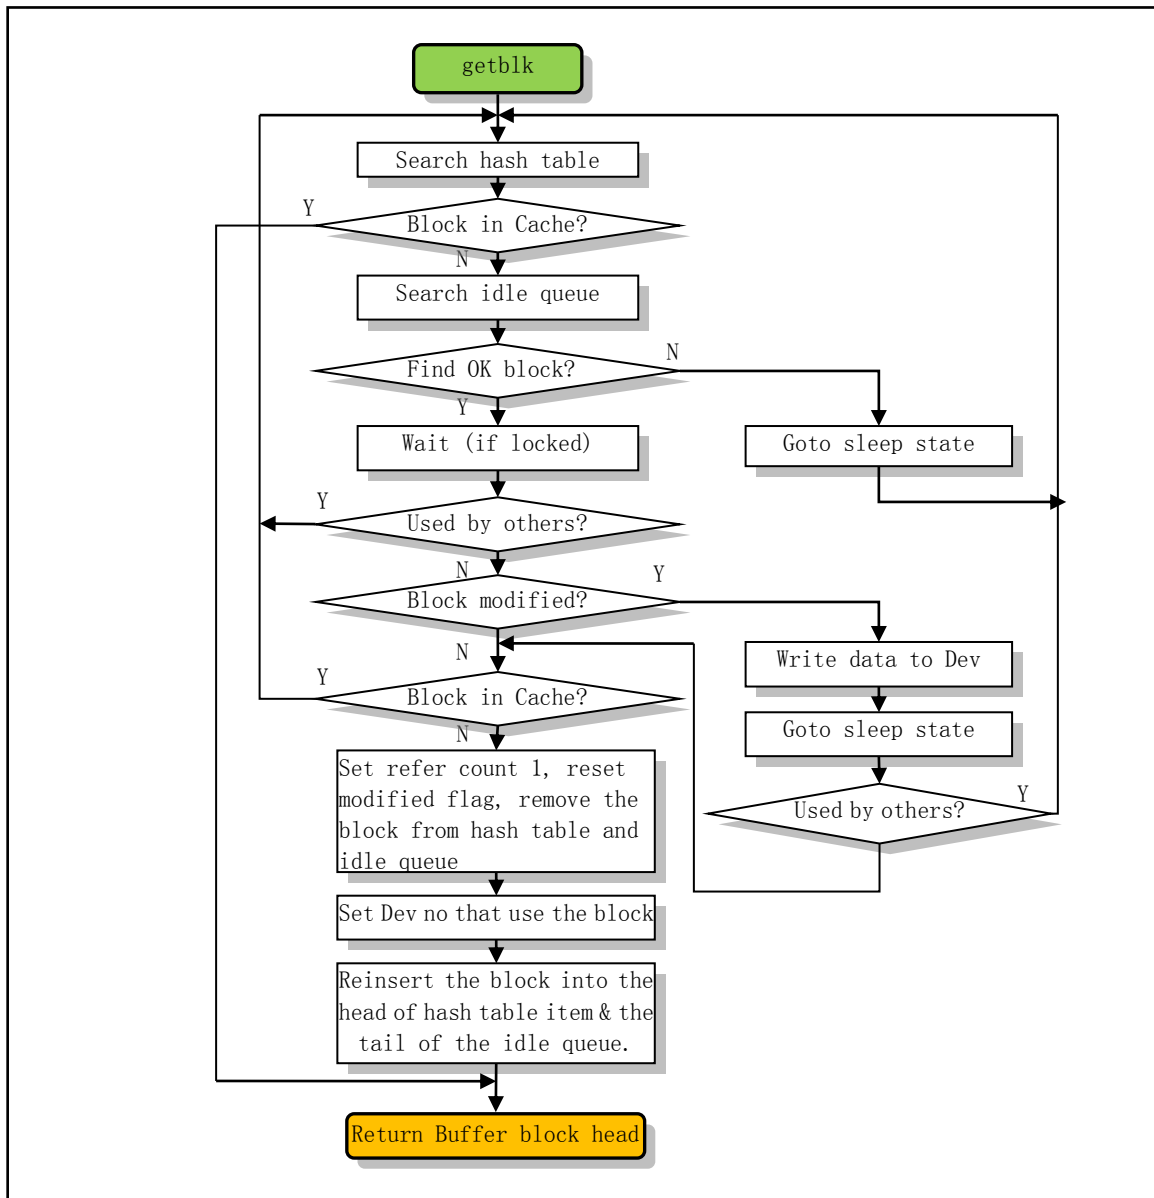 getblk
Search hash table
Y
Block in Cache?
N
Search idle queue
N
Find OK block?
Y
Wait (if locked)
Goto sleep state
Y
Used by others?
N
Y
Block modified?
N
Write data to Dev
Y
Block in Cache?
N
Goto sleep state
Set refer count 1, reset
modified flag, remove the
block from hash table and
idle queue
Y
Used by others?
Set Dev no that use the block
Reinsert the block into the
head of hash table item & the
tail of the idle queue.
Return Buffer block head